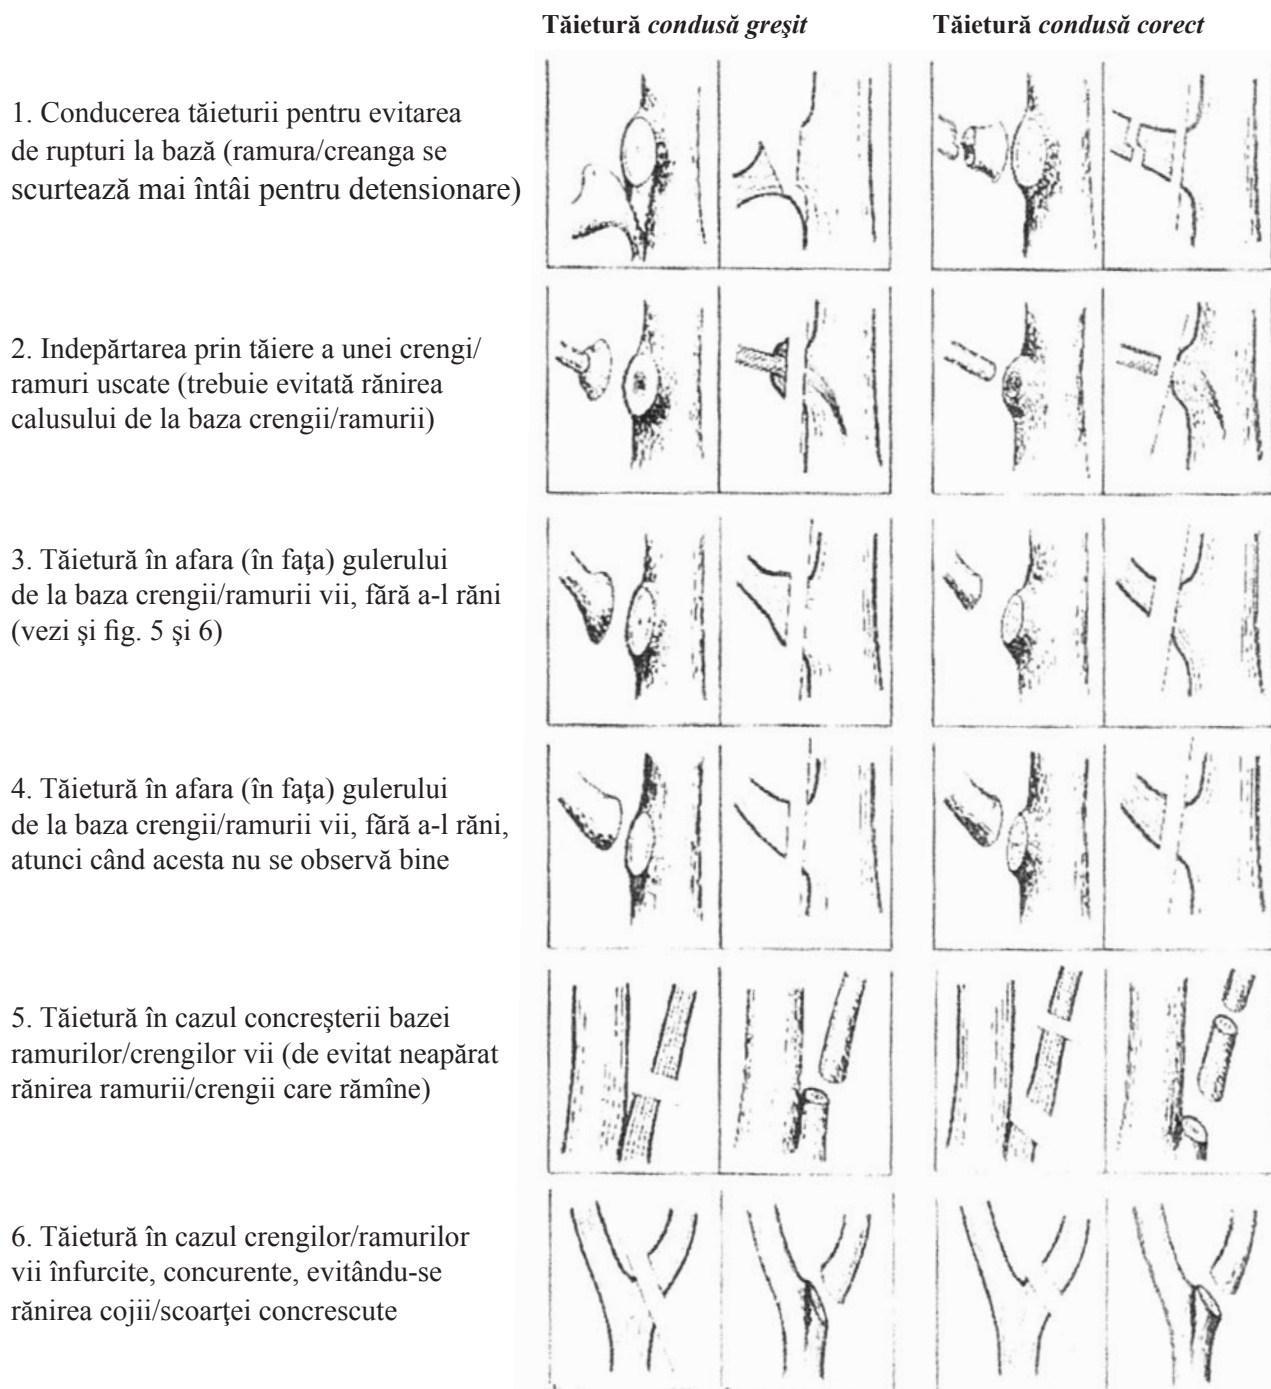 Tăietură condusă greşit
Tăietură condusă corect
1. Conducerea tăieturii pentru evitarea
de rupturi la bază (ramura/creanga se
scurtează mai întâi pentru detensionare)
2. Indepărtarea prin tăiere a unei crengi/
ramuri uscate (trebuie evitată rănirea
calusului de la baza crengii/ramurii)
3. Tăietură în afara (în faţa) gulerului
de la baza crengii/ramurii vii, fără a-l răni
(vezi şi fig. 5 şi 6)
4. Tăietură în afara (în faţa) gulerului
de la baza crengii/ramurii vii, fără a-l răni,
atunci când acesta nu se observă bine
5. Tăietură în cazul concreşterii bazei
ramurilor/crengilor vii (de evitat neapărat
rănirea ramurii/crengii care rămîne)
6. Tăietură în cazul crengilor/ramurilor
vii înfurcite, concurente, evitându-se
rănirea cojii/scoarţei concrescute